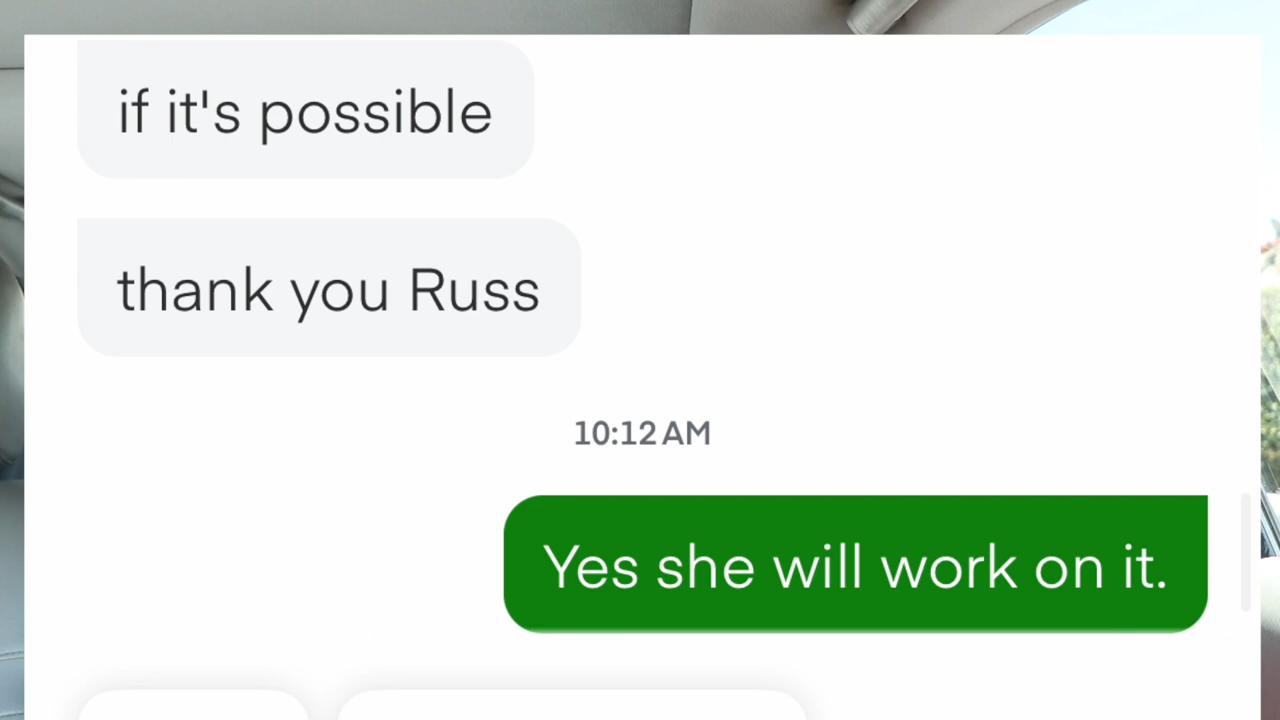 if it's possible
thank you Russ
10:12 AM
Yes she will work on it.